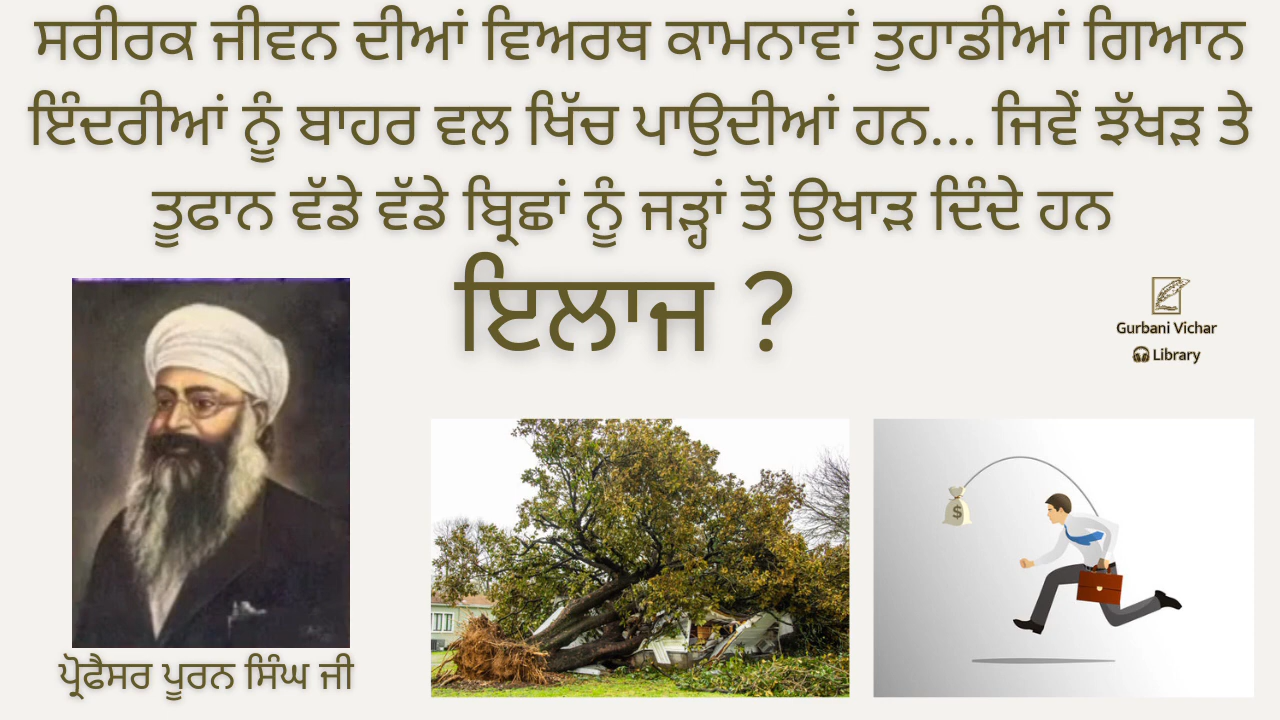 ਸਰੀਰਕ ਜੀਵਨ ਦੀਆਂ ਵਿਅਰਥ ਕਾਮਨਾਵਾਂ ਤੁਹਾਡੀਆਂ ਗਿਆਨ
ਇੰਦਰੀਆਂ ਨੂੰ ਬਾਹਰ ਵਲ ਖਿੱਚ ਪਾਉਦੀਆਂ ਹਨ... ਜਿਵੇਂ ਝੱਖੜ ਤੇ
ਤੂਫਾਨ ਵੱਡੇ ਵੱਡੇ ਬ੍ਰਿਛਾਂ ਨੂੰ ਜੜ੍ਹਾਂ ਤੋਂ ਉਖਾੜ ਦਿੰਦੇ ਹਨ
ਇਲਾਜ ?
Gurbani Vichar
Library
$
ਪ੍ਰੋਫੈਸਰ ਪੂਰਨ ਸਿੰਘ ਜੀ